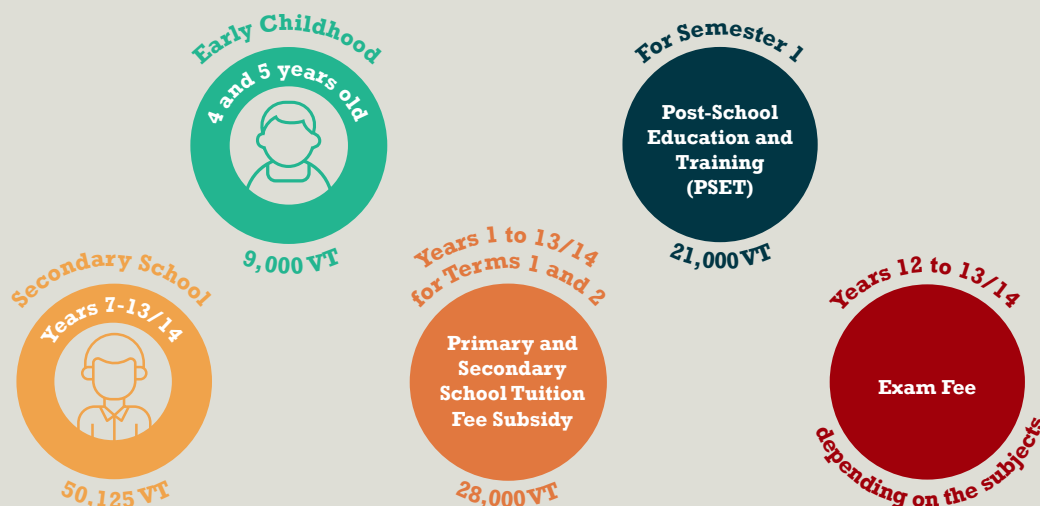 Early Childhood
4 and 5 years old
9,000 VT
For Semester 1
Post-School
Education and
Training
(PSET)
21,000 VT
Secondary School
Years 7-13/14
50,125 VT
Years 1 to 13/14
for Terms 1 and 2
Primary and
Secondary
School Tuition
Fee Subsidy
28,000 VT
Years 12 to 13/14
Exam Fee
depending on the subjects